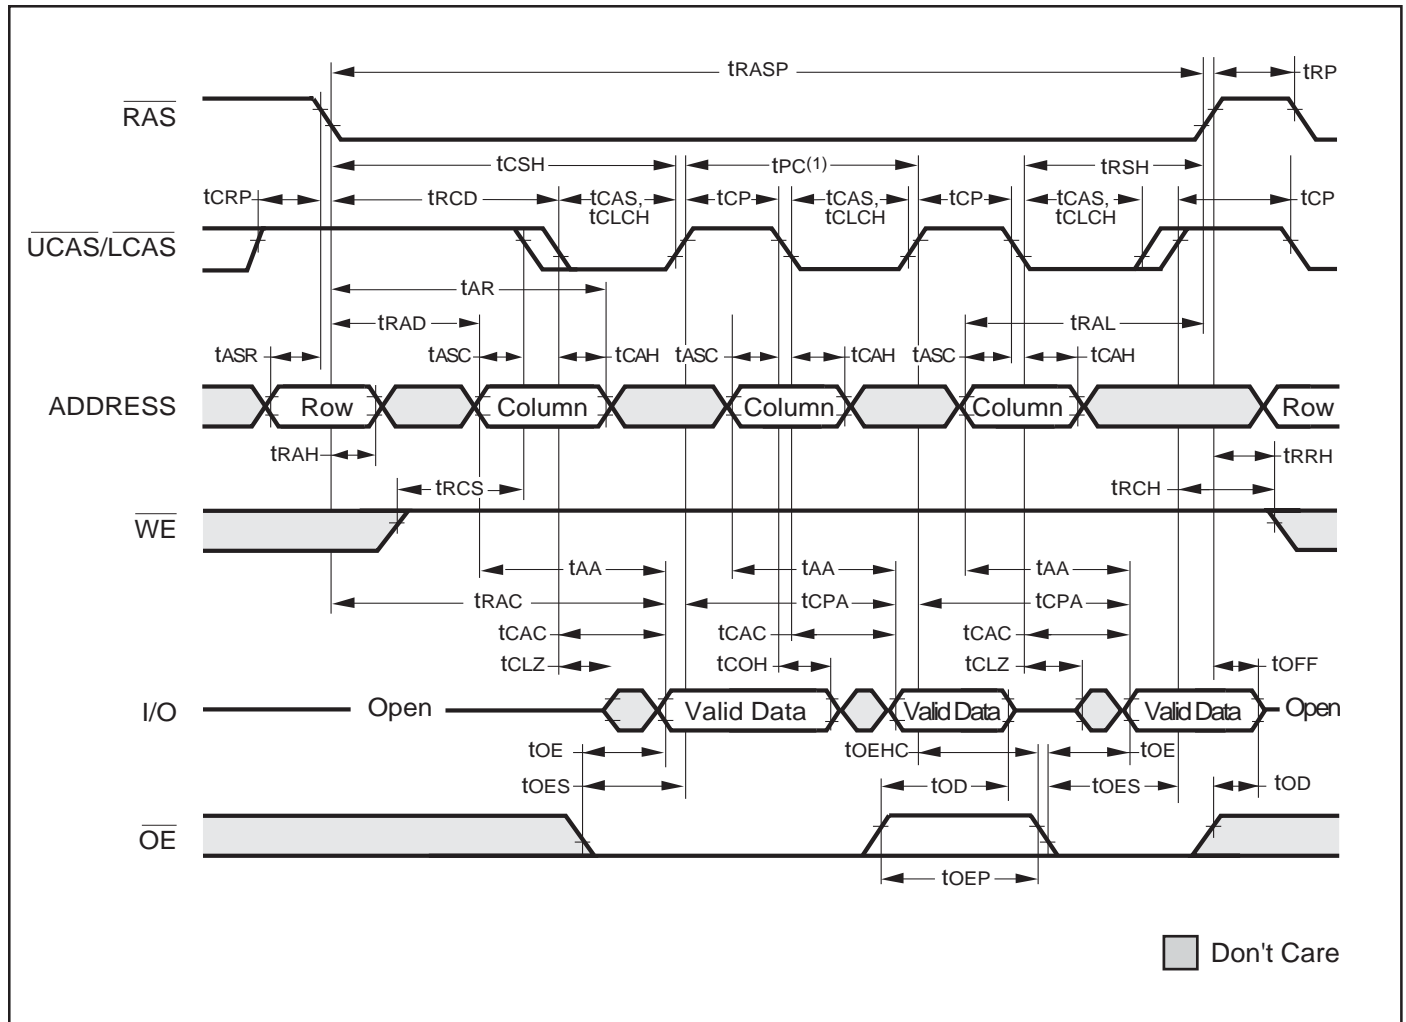 tRASP
tRP
RAS
tCSH
tPC(1)
tRSH
tCRP
tRCD
tCAS,
tCLCH
tCP
tCAS,
tCLCH
tCP
tCAS,
tCLCH
tCP
UCAS/LCAS
tAR
tRAD
tRAL
tASR
tASC
tCAH
tASC
tCAH
tASC
tCAH
ADDRESS
Row
Column
Column
Column
Row
tRAH
tRRH
tRCS
tRCH
WE
tAA
tAA
tAA
tRAC
tCPA
tCPA
tCAC
tCAC
tCAC
tCLZ
tCOH
tCLZ
tOFF
I/O
Open
Valid Data
Valid Data
Valid Data
Open
tOE
tOEHC
tOE
tOES
tOD
tOES
tOD
OE
tOEP
Don't Care